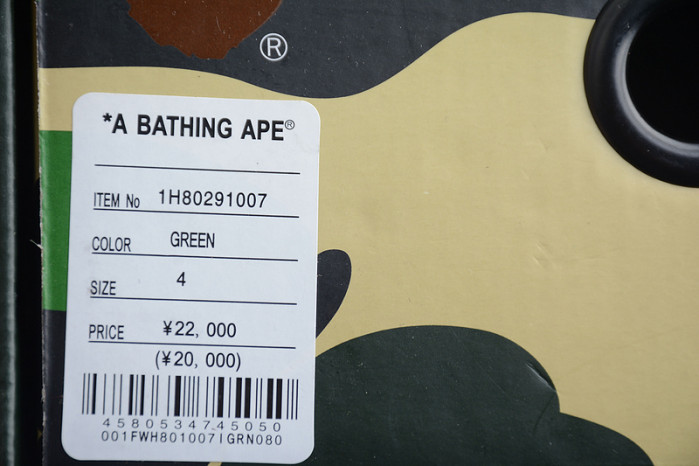 ®
*A BATHING APE®
ITEM No 1H80291007
COLOR GREEN
SIZE 4
PRICE ¥22,000
(¥20,000)
4580534745050
001FWH801007IGRN080